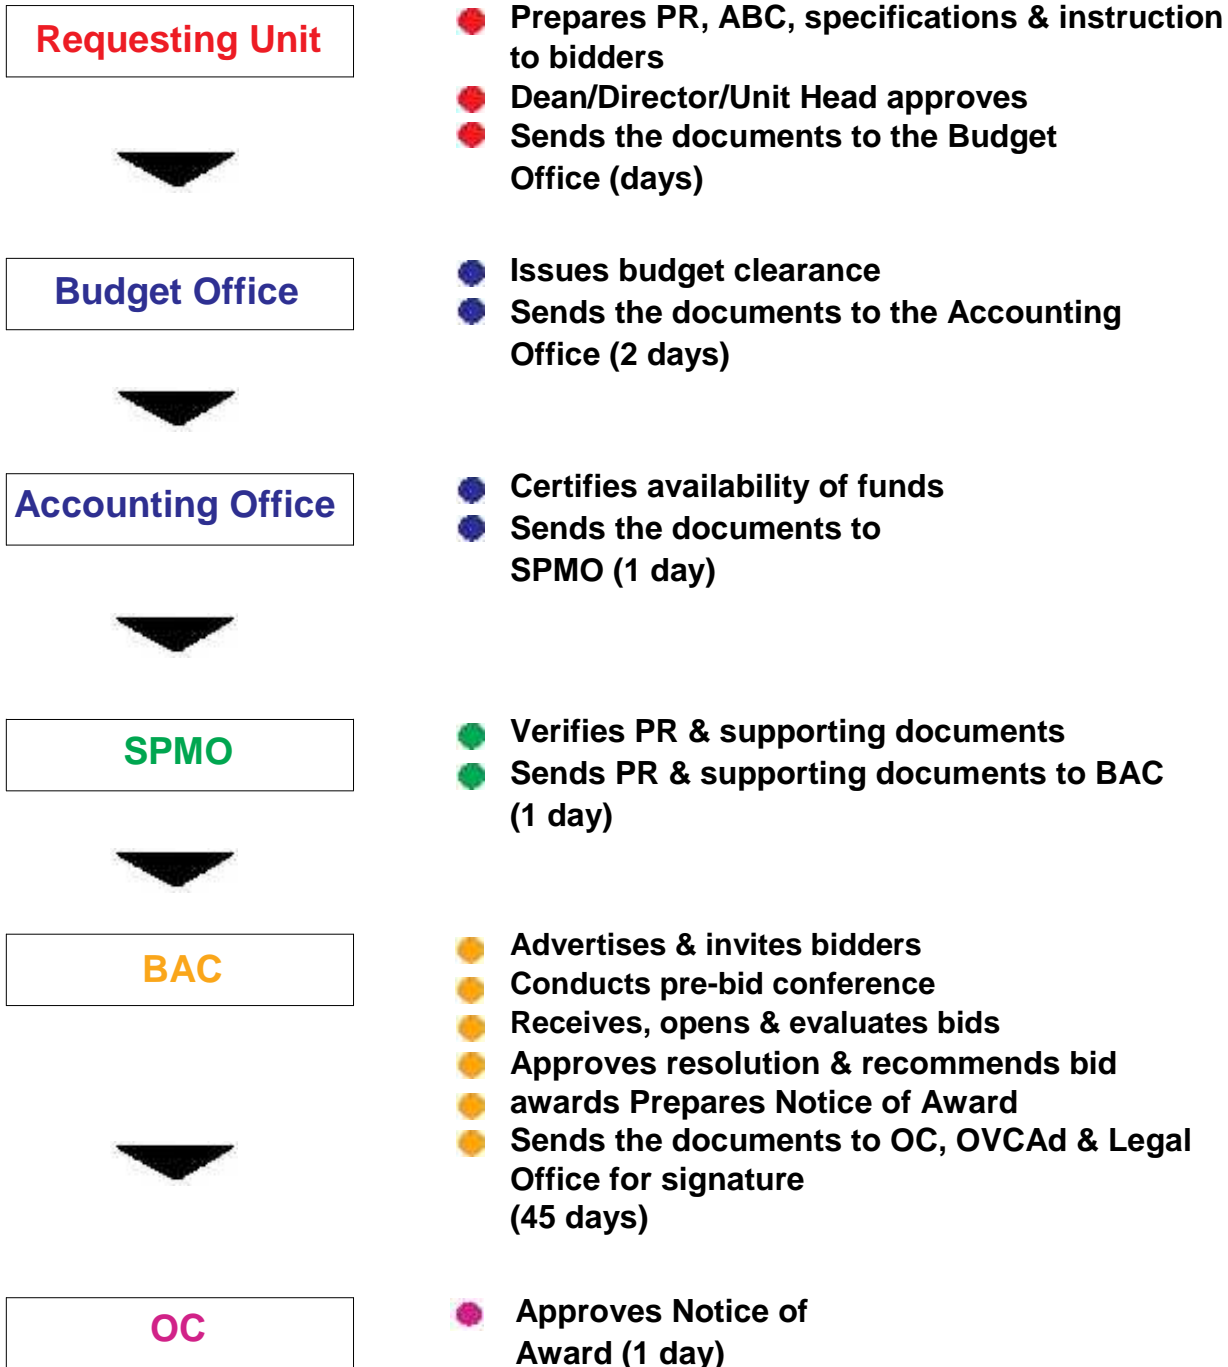 Requesting Unit
Prepares PR, ABC, specifications & instruction
to bidders
Dean/Director/Unit Head approves
Sends the documents to the Budget
Office (days)
Budget Office
Issues budget clearance
Sends the documents to the Accounting
Office (2 days)
Accounting Office
Certifies availability of funds
Sends the documents to
SPMO (1 day)
SPMO
Verifies PR & supporting documents
Sends PR & supporting documents to BAC
(1 day)
BAC
Advertises & invites bidders
Conducts pre-bid conference
Receives, opens & evaluates bids
Approves resolution & recommends bid
awards Prepares Notice of Award
Sends the documents to OC, OVCAd & Legal
Office for signature
(45 days)
OC
Approves Notice of
Award (1 day)